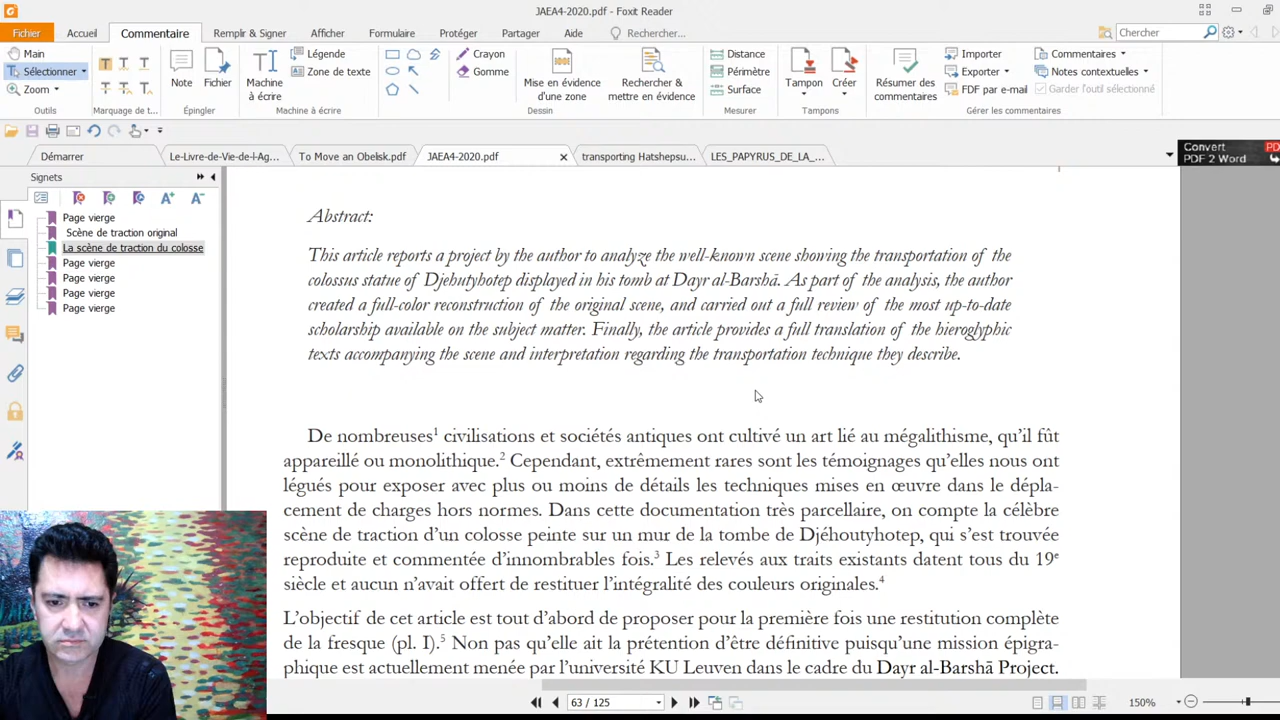 JAEA4-2020.pdf - Foxit Reader
Fichier Accueil Commentaire Remplir & Signer Afficher Formulaire Protéger Partager Aide Rechercher... Chercher
Main
Sélectionner
Zoom
Outils
T T T
T T T
Marquage de t...
Note Fichier
Épingler
Machine
à écrire
Légende
Zone de texte
Machine à écrire
Crayon
Gomme
Mise en évidence
d'une zone
Rechercher &
mettre en évidence
Dessin
Distance
Périmètre
Surface
Mesurer
Tampon Créer
Tampons
Résumer des
commentaires
Importer
Exporter
FDF par e-mail
Commentaires
Notes contextuelles
Garder l'outil sélectionné
Gérer les commentaires
Démarrer Le-Livre-de-Vie-de-l-Ag... To Move an Obelisk.pdf JAEA4-2020.pdf transporting Hatshepsu... LES_PAPYRUS_DE_LA_...
Convert PD
PDF 2 Word
Signets
Page vierge
Scène de traction original
La scène de traction du colosse
Page vierge
Page vierge
Page vierge
Page vierge
Abstract:
This article reports a project by the author to analyze the well-known scene showing the transportation of the
colossus statue of Djehutyhotep displayed in his tomb at Dayr al-Barshā. As part of the analysis, the author
created a full-color reconstruction of the original scene, and carried out a full review of the most up-to-date
scholarship available on the subject matter. Finally, the article provides a full translation of the hieroglyphic
texts accompanying the scene and interpretation regarding the transportation technique they describe.
De nombreuses1 civilisations et sociétés antiques ont cultivé un art lié au mégalithisme, qu'il fût
appareillé ou monolithique.2 Cependant, extrêmement rares sont les témoignages qu'elles nous ont
légués pour exposer avec plus ou moins de détails les techniques mises en œuvre dans le dépla-
cement de charges hors normes. Dans cette documentation très parcellaire, on compte la célèbre
scène de traction d'un colosse peinte sur un mur de la tombe de Djéhoutyhotep, qui s'est trouvée
reproduite et commentée d'innombrables fois.3 Les relevés aux traits existants datent tous du 19e
siècle et aucun n'avait offert de restituer l'intégralité des couleurs originales.4
L'objectif de cet article est tout d'abord de proposer pour la première fois une restitution complète
de la fresque (pl. I).5 Non pas qu'elle ait la prétention d'être définitive puisqu'une mission épigra-
phique est actuellement menée par l'université KU Leuven dans le cadre du Dayr al-Barshā Project.
63 / 125
150%